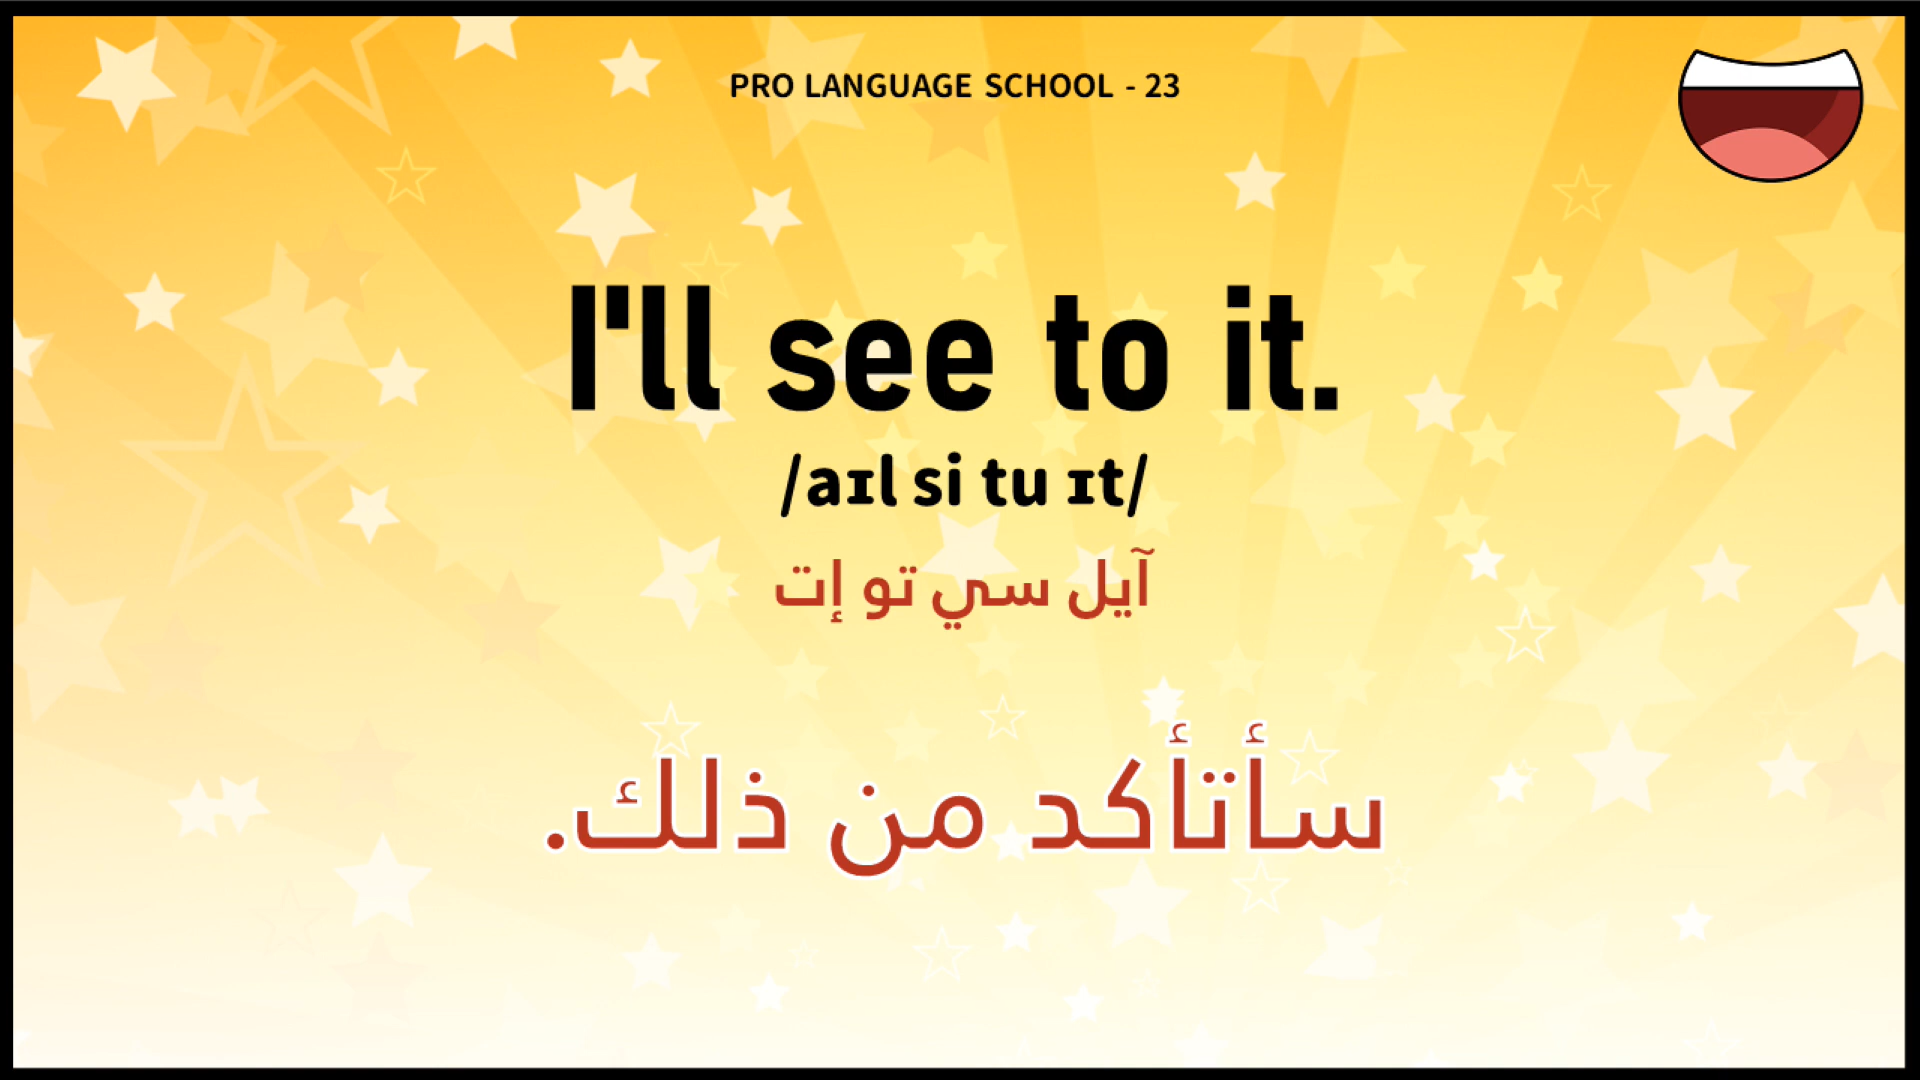 PRO LANGUAGE SCHOOL - 23
I'll see to it.
/aɪl si tu ɪt/
آيل سي تو إت
سأتأكد من ذلك.